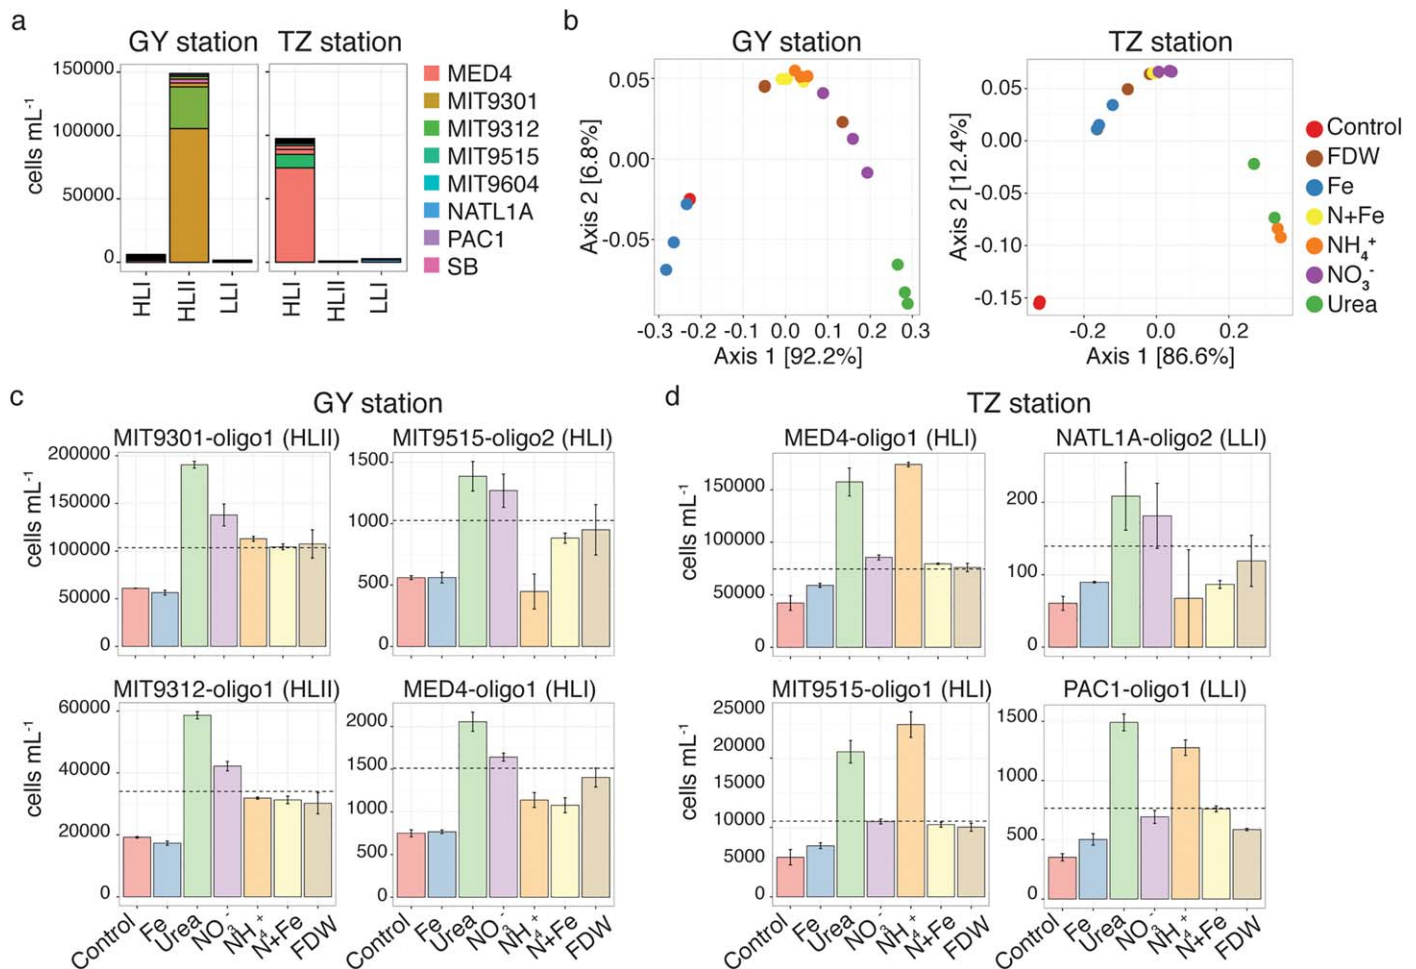 a
GY station
TZ station
cells mL-1
150000
100000
50000
0
HLI
HLII
LLI
HLI
HLII
LLI
MED4
MIT9301
MIT9312
MIT9515
MIT9604
NATL1A
PAC1
SB
b
GY station
TZ station
Axis 2 [6.8%]
0.05
0.00
-0.05
-0.3
-0.2
-0.1
0.0
0.1
0.2
0.3
Axis 1 [92.2%]
Axis 2 [12.4%]
0.05
0.00
-0.05
-0.10
-0.15
-0.2
0.0
0.2
Axis 1 [86.6%]
Control
FDW
Fe
N+Fe
NH4+
NO3-
Urea
c
GY station
MIT9301-oligo1 (HLII)
cells mL-1
200000
150000
100000
50000
0
MIT9515-oligo2 (HLI)
1500
1000
500
0
MIT9312-oligo1 (HLII)
cells mL-1
60000
40000
20000
0
MED4-oligo1 (HLI)
2000
1500
1000
500
0
Control
Fe
Urea
NO3-
NH4+
N+Fe
FDW
Control
Fe
Urea
NO3-
NH4+
N+Fe
FDW
d
TZ station
MED4-oligo1 (HLI)
cells mL-1
150000
100000
50000
0
NATL1A-oligo2 (LLI)
200
100
0
MIT9515-oligo1 (HLI)
cells mL-1
25000
20000
15000
10000
5000
0
PAC1-oligo1 (LLI)
1500
1000
500
0
Control
Fe
Urea
NO3-
NH4+
N+Fe
FDW
Control
Fe
Urea
NO3-
NH4+
N+Fe
FDW